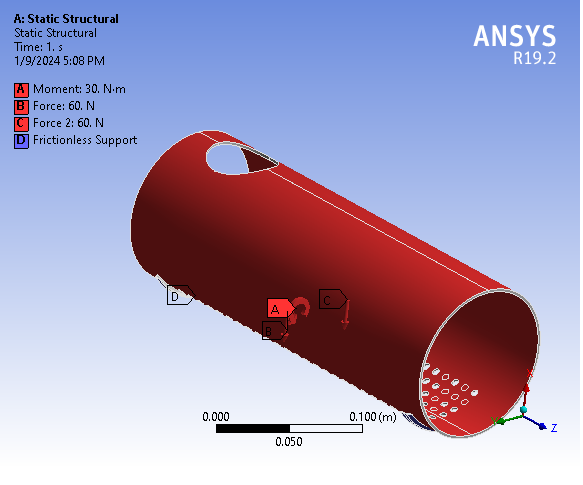 A: Static Structural
Static Structural
Time: 1. s
1/9/2024 5:08 PM
A Moment: 30. N·m
B Force: 60. N
C Force 2: 60. N
D Frictionless Support
ANSYS
R19.2
D
A
B
C
0.000
0.100 (m)
0.050
Z